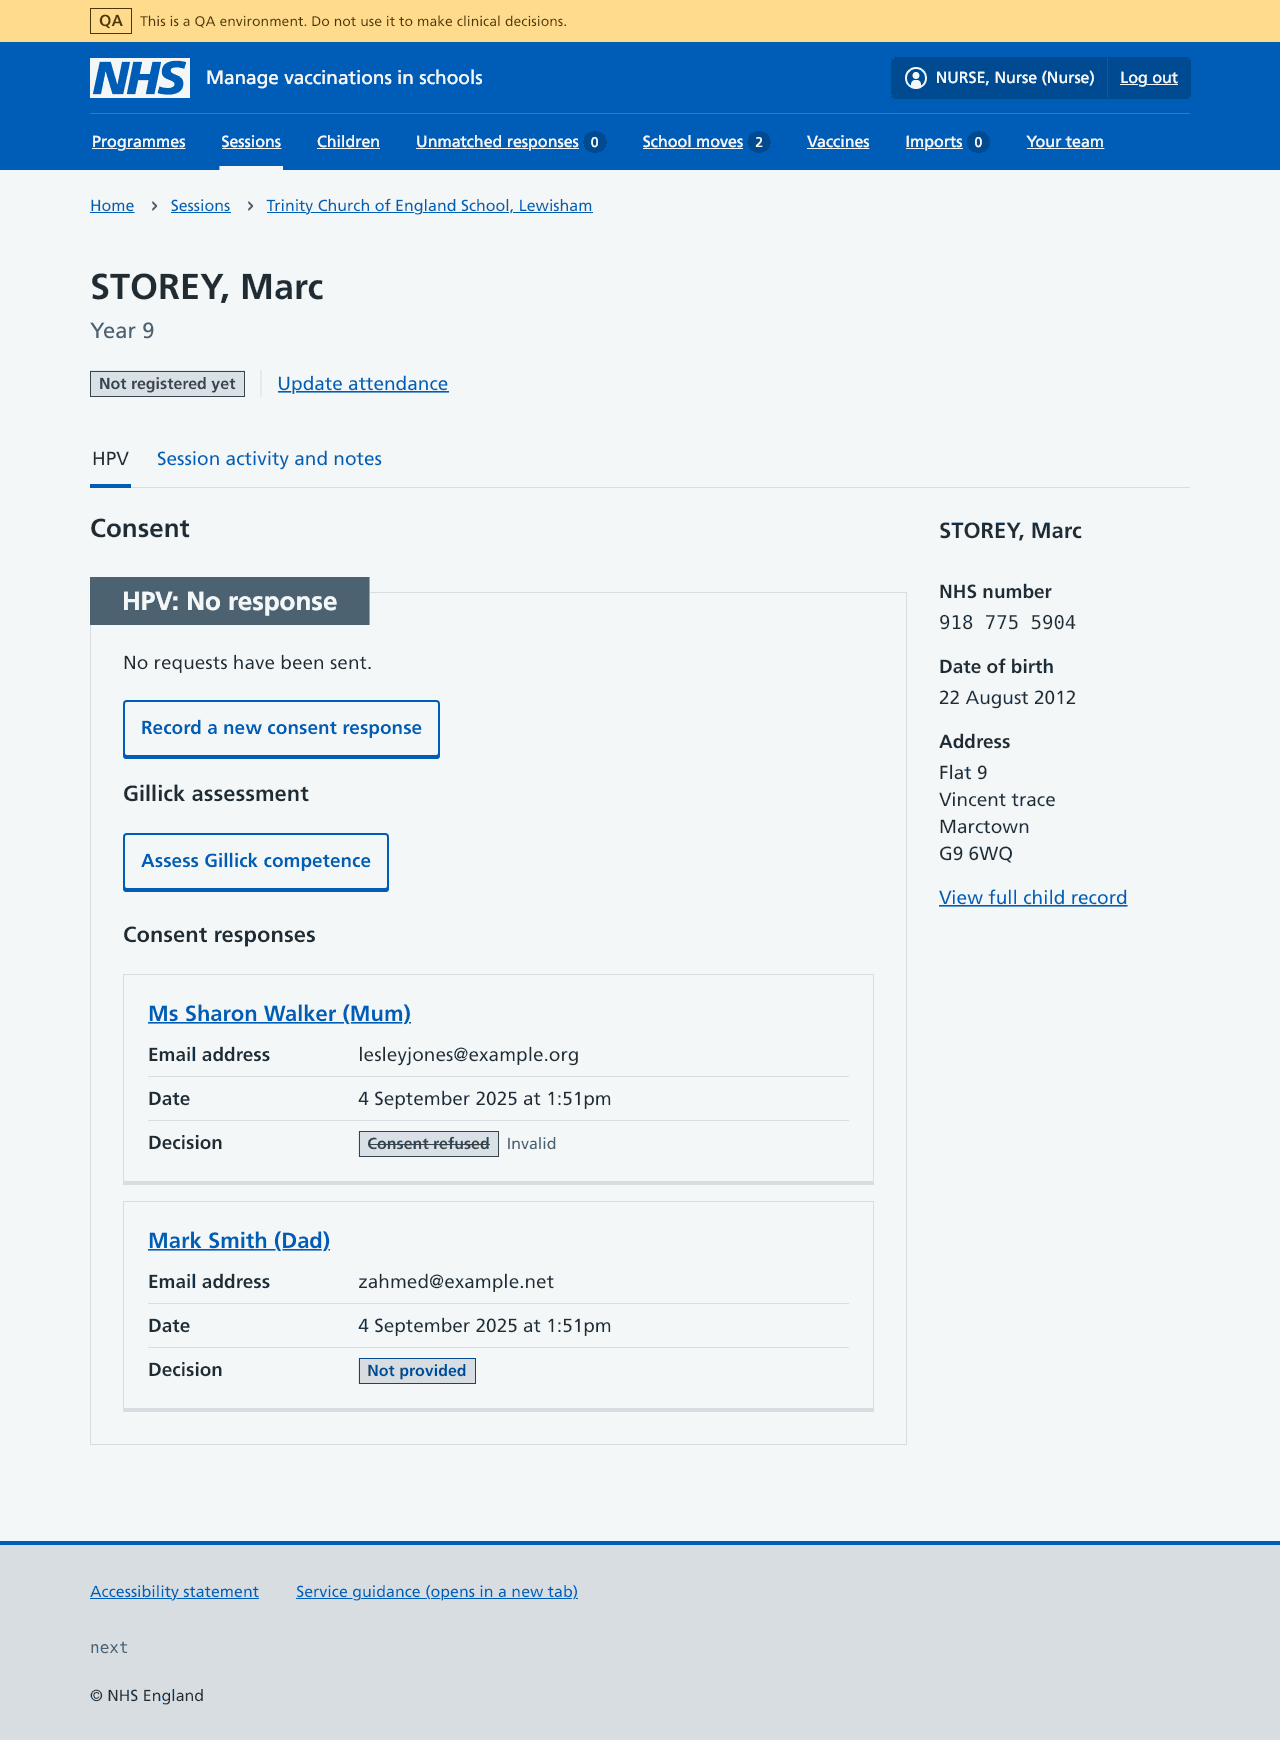 QA This is a QA environment. Do not use it to make clinical decisions.
NHS Manage vaccinations in schools
NURSE, Nurse (Nurse) Log out
Programmes Sessions Children Unmatched responses 0 School moves 2 Vaccines Imports 0 Your team
Home › Sessions › Trinity Church of England School, Lewisham
STOREY, Marc
Year 9
Not registered yet Update attendance
HPV Session activity and notes
Consent
HPV: No response
No requests have been sent.
Record a new consent response
Gillick assessment
Assess Gillick competence
Consent responses
Ms Sharon Walker (Mum)
Email address lesleyjones@example.org
Date 4 September 2025 at 1:51pm
Decision Consent refused Invalid
Mark Smith (Dad)
Email address zahmed@example.net
Date 4 September 2025 at 1:51pm
Decision Not provided
STOREY, Marc
NHS number
918 775 5904
Date of birth
22 August 2012
Address
Flat 9
Vincent trace
Marctown
G9 6WQ
View full child record
Accessibility statement Service guidance (opens in a new tab)
next
© NHS England